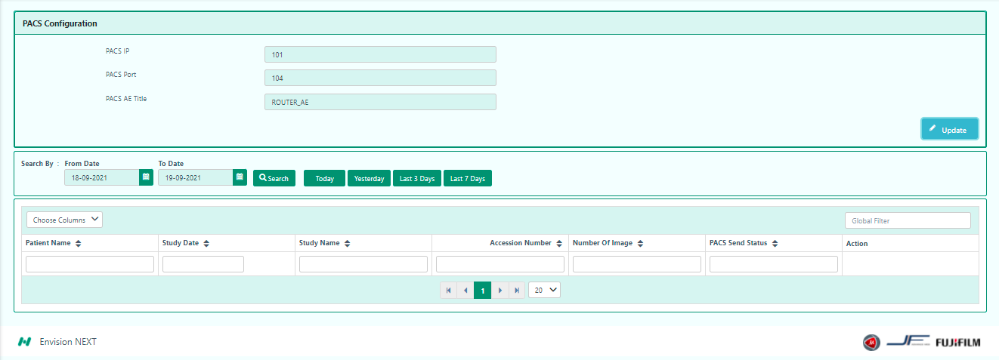 PACS Configuration
PACS IP 101
PACS Port 104
PACS AE Title ROUTER_AE
Update
Search By : From Date To Date
18-09-2021 19-09-2021 Search Today Yesterday Last 3 Days Last 7 Days
Choose Columns Global Filter
Patient Name Study Date Study Name Accession Number Number Of Image PACS Send Status Action
1 20
Envision NEXT JF FUJIFILM